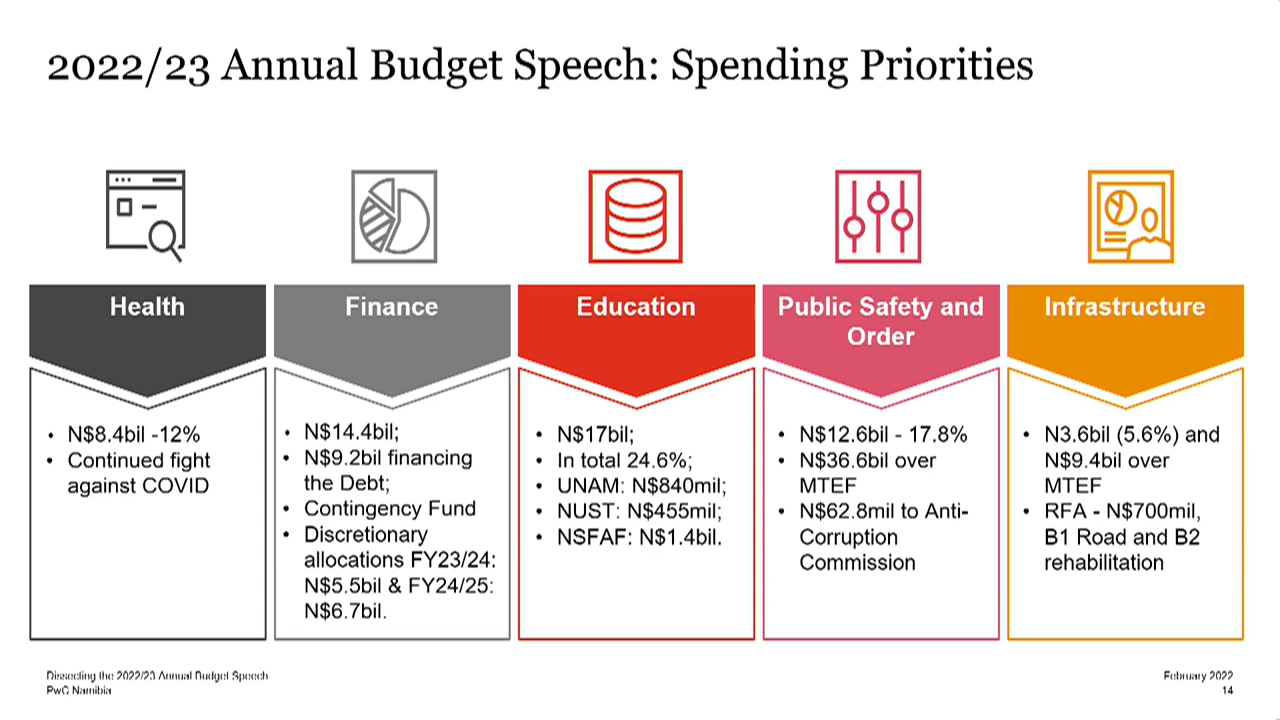 2022/23 Annual Budget Speech: Spending Priorities
Health
• N$8.4bil -12%
• Continued fight
against COVID
Finance
• N$14.4bil;
• N$9.2bil financing
the Debt;
• Contingency Fund
• Discretionary
allocations FY23/24:
N$5.5bil & FY24/25:
N$6.7bil.
Education
• N$17bil;
• In total 24.6%;
• UNAM: N$840mil;
• NUST: N$455mil;
• NSFAF: N$1.4bil.
Public Safety and
Order
• N$12.6bil - 17.8%
• N$36.6bil over
MTEF
• N$62.8mil to Anti-
Corruption
Commission
Infrastructure
• N3.6bil (5.6%) and
N$9.4bil over
MTEF
• RFA - N$700mil,
B1 Road and B2
rehabilitation
Dissecting the 2022/23 Annual Budget Speech
PwC Namibia
February 2022
14